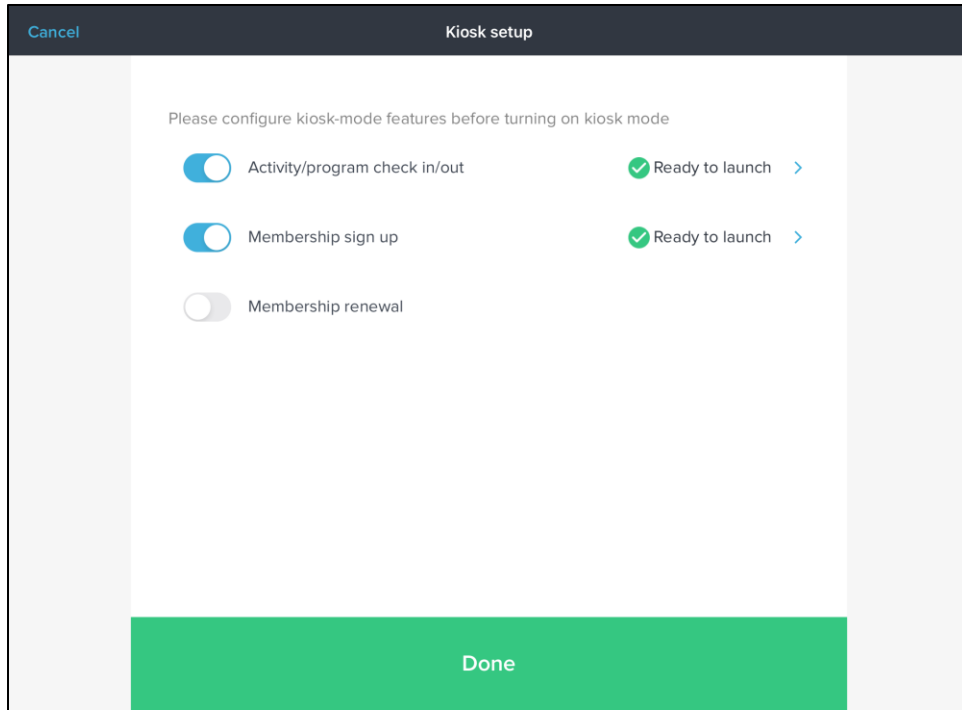 Cancel
Kiosk setup
Please configure kiosk-mode features before turning on kiosk mode
Activity/program check in/out
Ready to launch
Membership sign up
Ready to launch
Membership renewal
Done